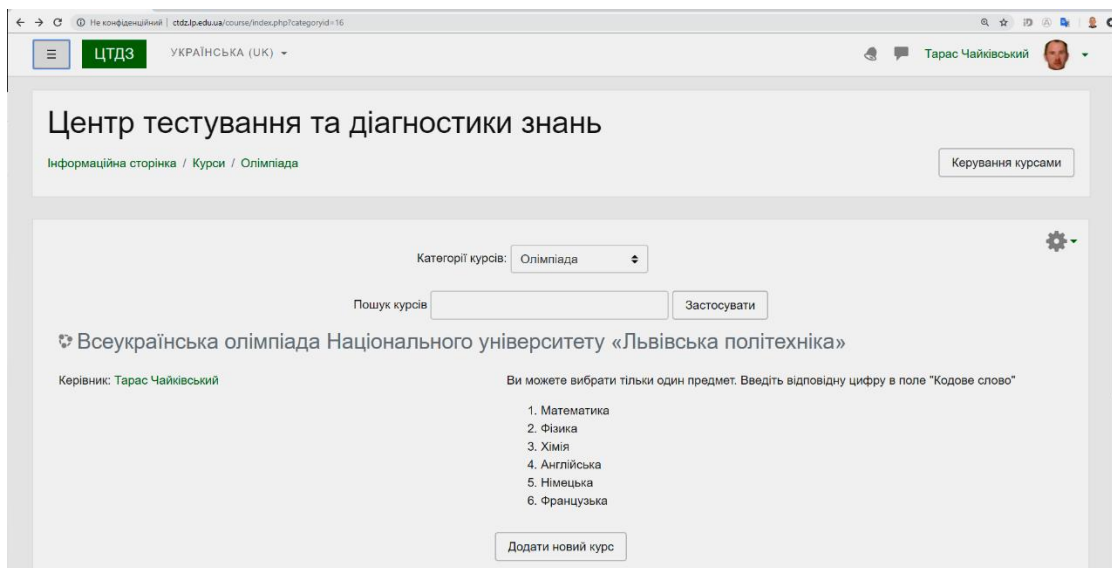 Не конфіденційний | ctdz.lp.edu.ua/course/index.php?categoryid=16
ЦТДЗ УКРАЇНСЬКА (UK) Тарас Чайківський
Центр тестування та діагностики знань
Інформаційна сторінка / Курси / Олімпіада Керування курсами
Категорії курсів: Олімпіада
Пошук курсів Застосувати
Всеукраїнська олімпіада Національного університету «Львівська політехніка»
Керівник: Тарас Чайківський Ви можете вибрати тільки один предмет. Введіть відповідну цифру в поле "Кодове слово"
1. Математика
2. Фізика
3. Хімія
4. Англійська
5. Німецька
6. Французька
Додати новий курс